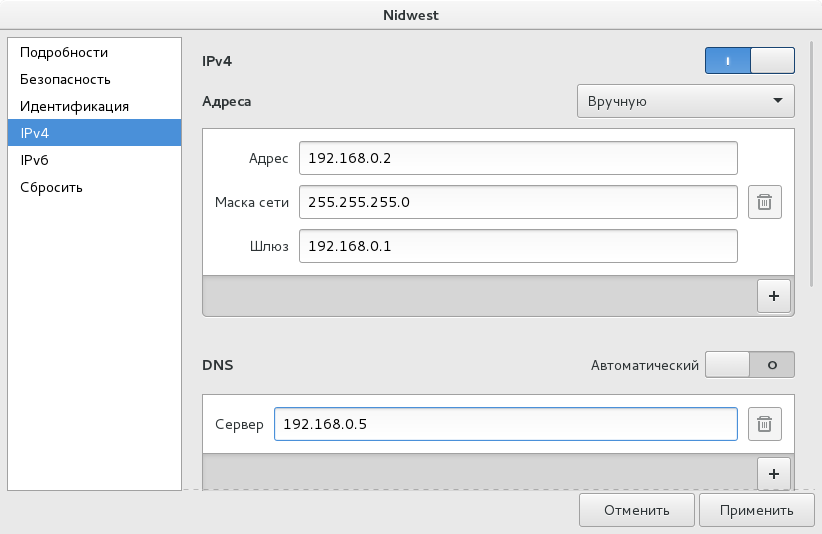 Nidwest
Подробности
Безопасность
Идентификация
IPv4
IPv6
Сбросить
IPv4
Адреса
Вручную
Адрес
192.168.0.2
Маска сети
255.255.255.0
Шлюз
192.168.0.1
+
DNS
Автоматический
Сервер
192.168.0.5
+
Отменить
Применить